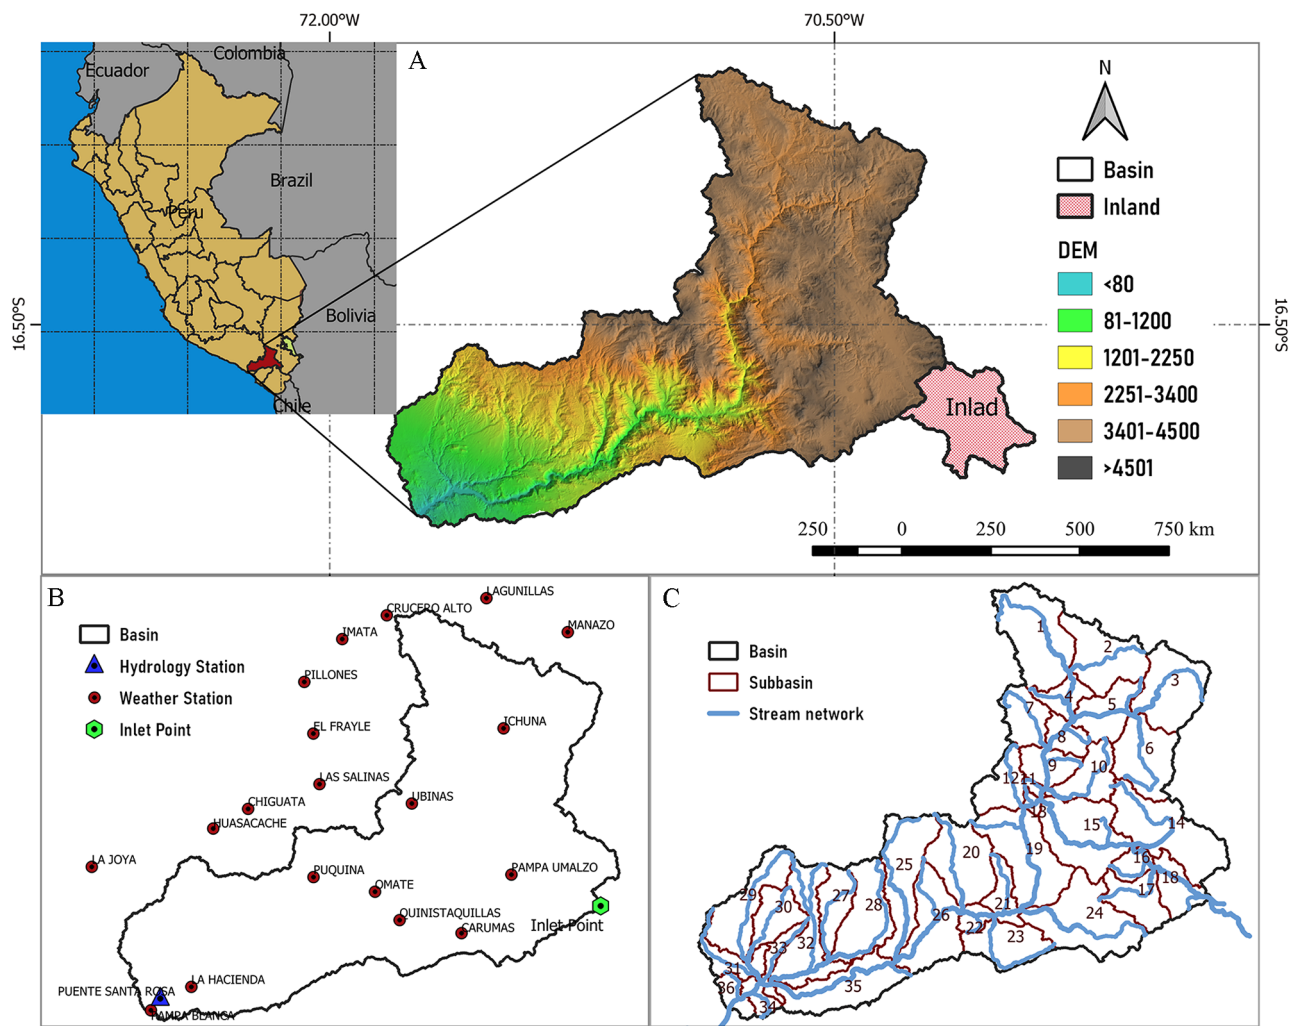 72.00°W
70.50°W
A
Colombia
Ecuador
Brazil
Peru
Bolivia
Chile
16.50°S
16.50°S
N
Basin
Inland
DEM
<80
81-1200
1201-2250
2251-3400
3401-4500
>4501
Inlad
250 0 250 500 750 km
B
Basin
Hydrology Station
Weather Station
Inlet Point
LAGUNILLAS
CRUCERO ALTO
IMATA
MANAZO
PILLONES
EL FRAYLE
ICHUNA
LAS SALINAS
CHIGUATA
UBINAS
HUASACACHE
LA JOYA
PUQUINA
PAMPA UMALZO
OMATE
QUINISTAQUILLAS
CARUMAS
Inlet Point
LA HACIENDA
PUENTE SANTA ROSA
PAMPA BLANCA
C
Basin
Subbasin
Stream network
1
2
3
4
5
7
8
6
9
10
12
11
13
14
15
19
20
16
18
17
25
29
30
27
28
26
21
22
23
24
33
32
31
36
35
34